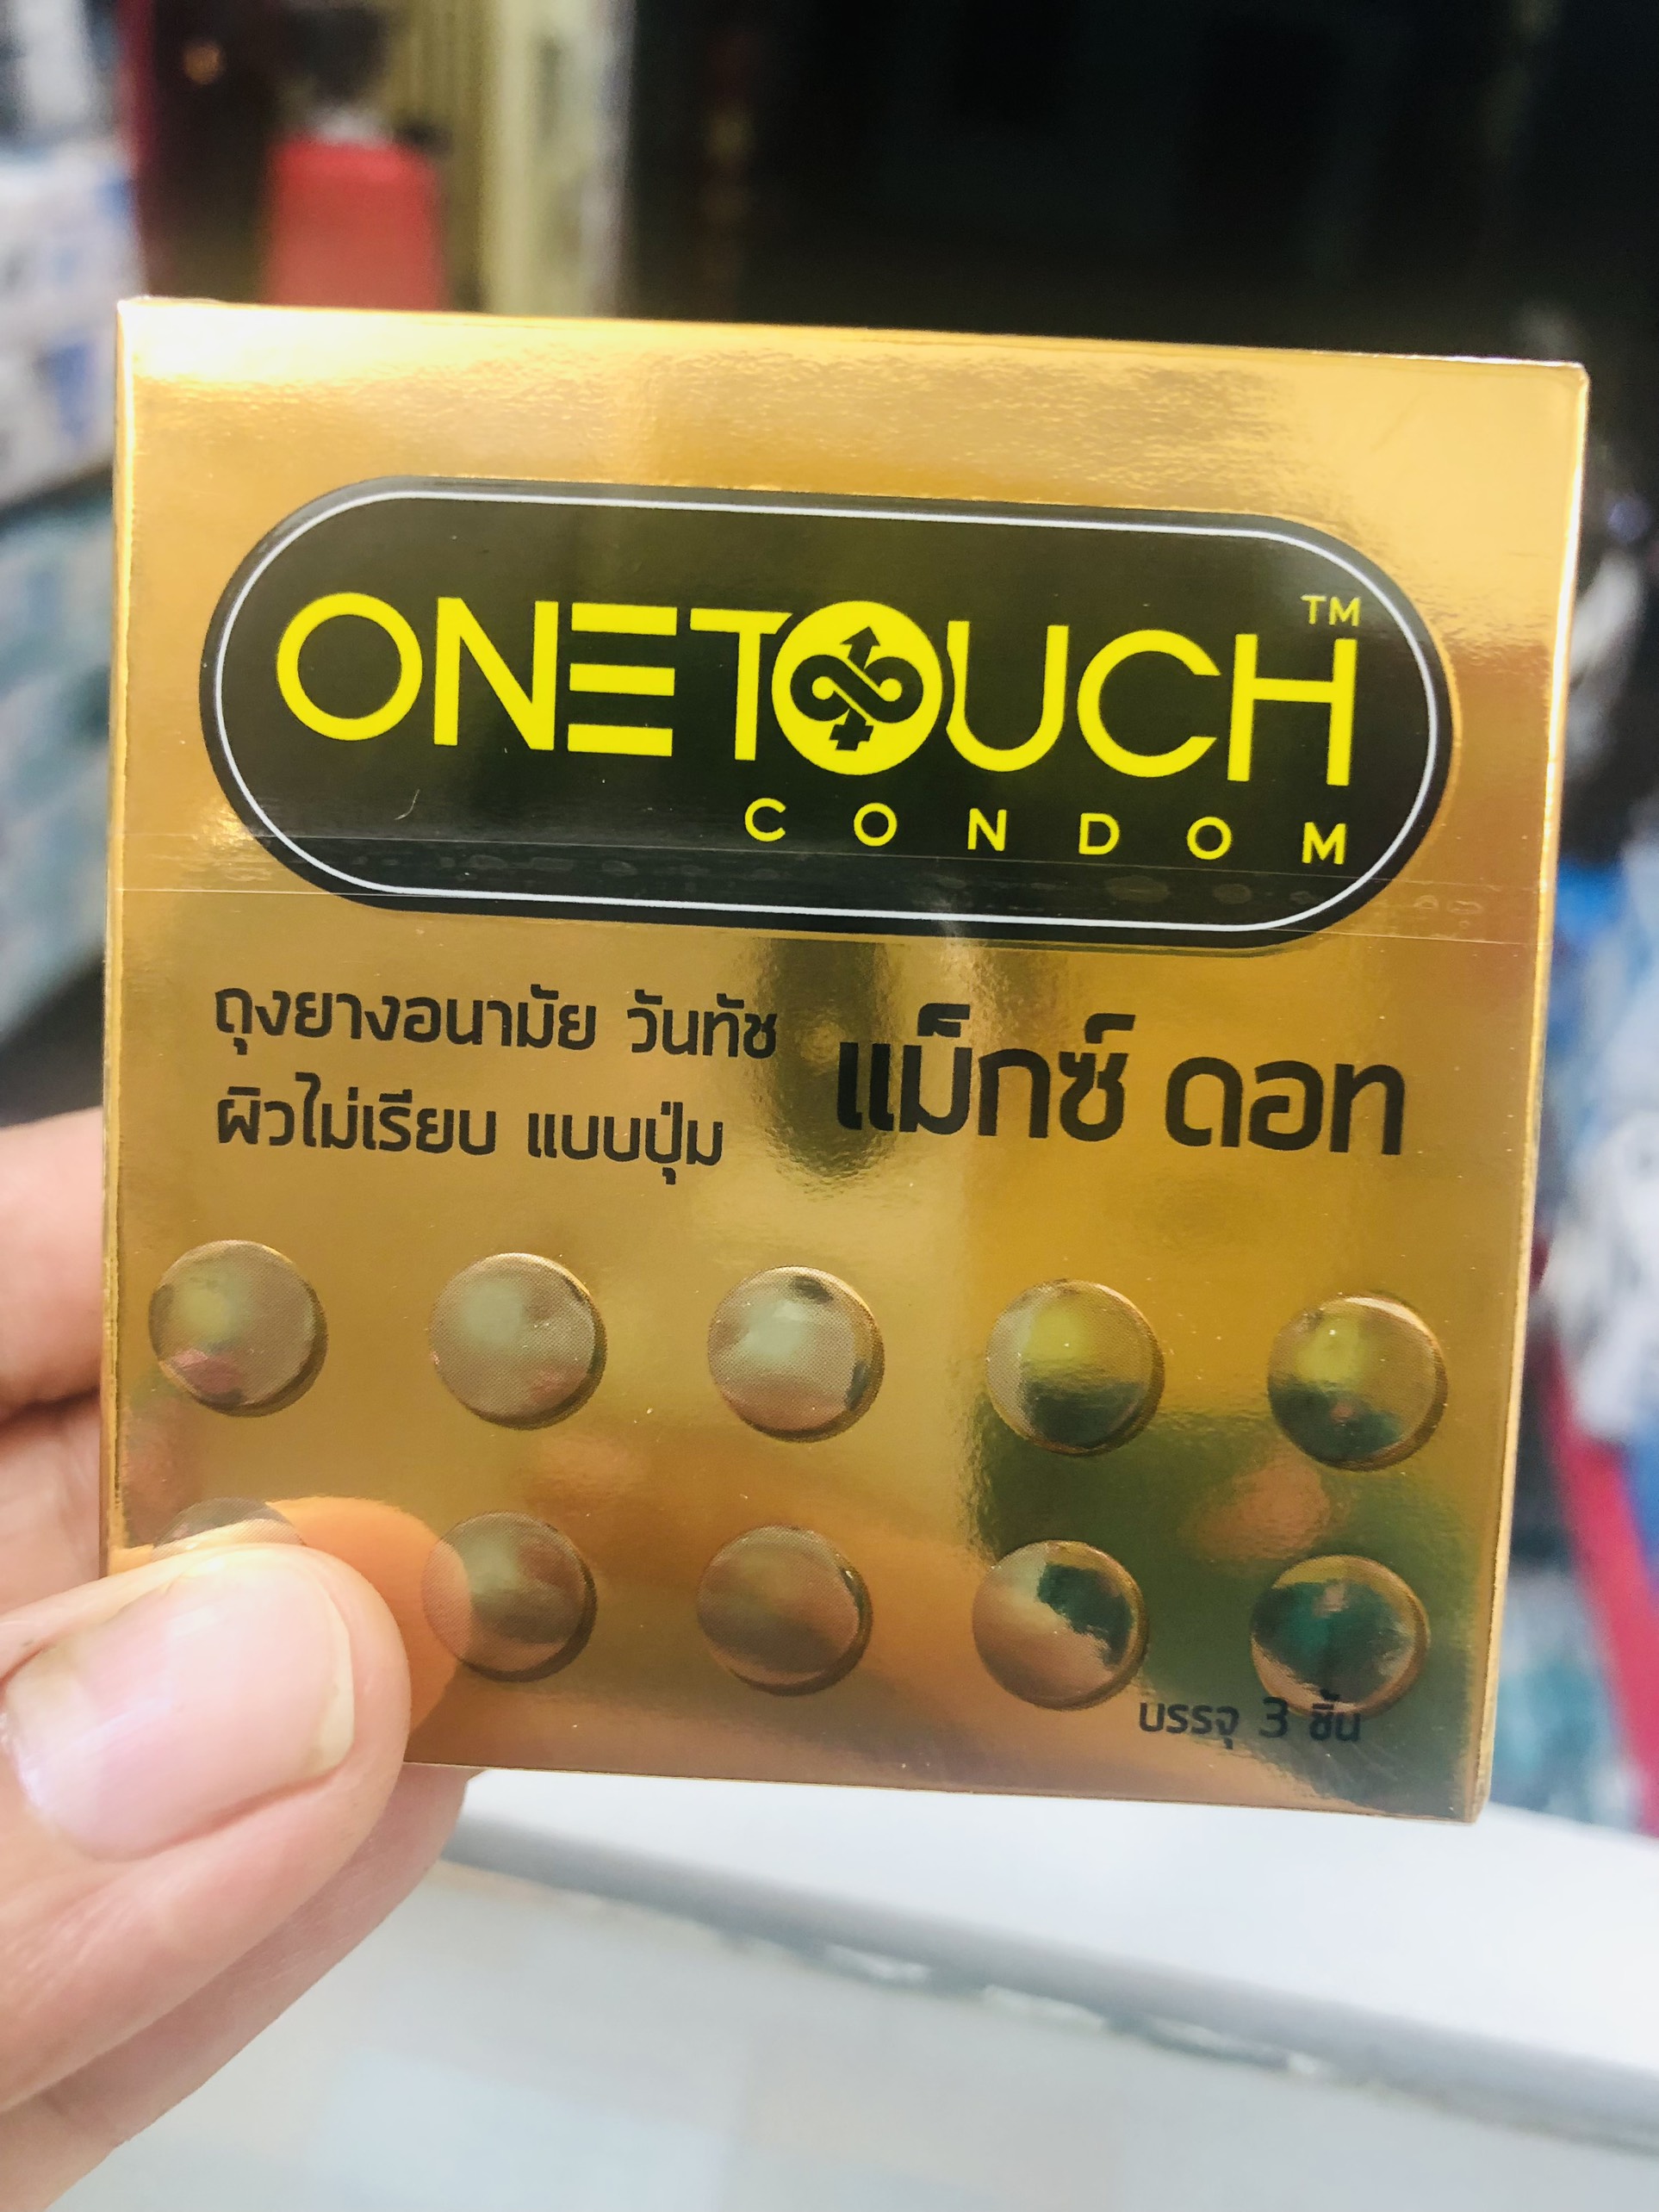 ONETOUCH™
CONDOM
ถุงยางอนามัย วันทัช
ผิวไม่เรียบ แบบปุ่ม
แม็กซ์ ดอท
บรรจุ 3 ชิ้น